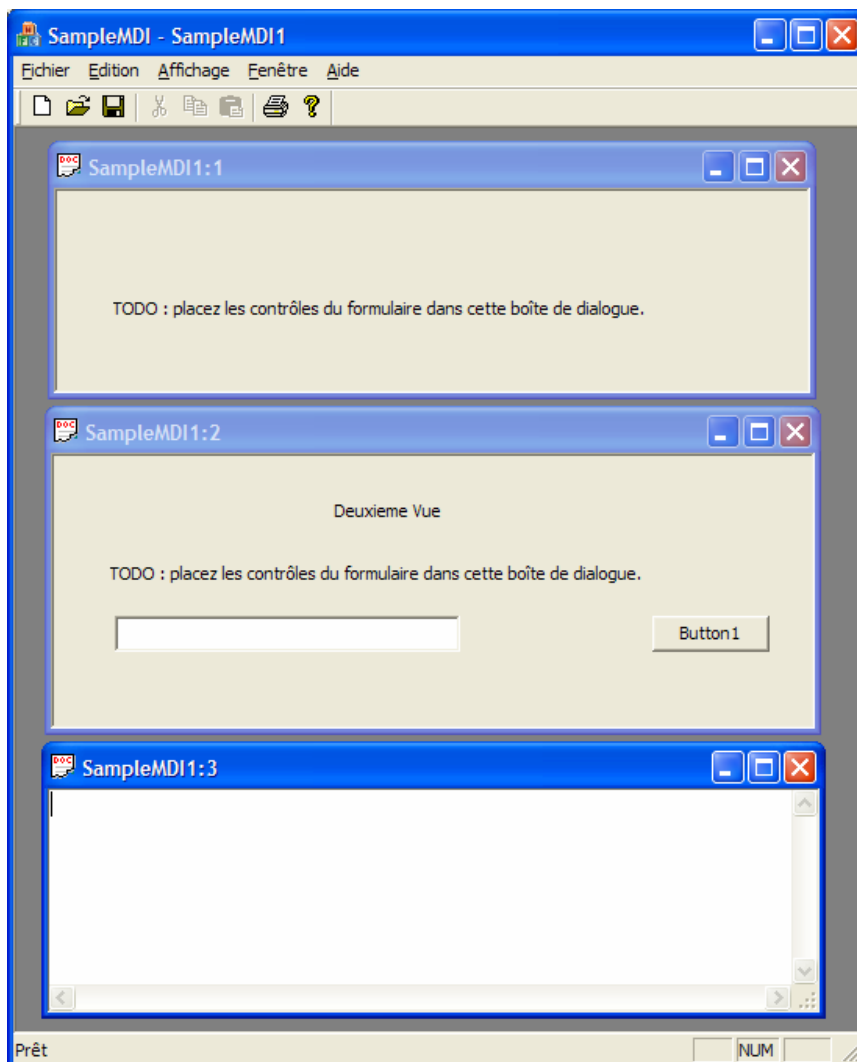 SampleMDI - SampleMDI1
Fichier Edition Affichage Fenêtre Aide
SampleMDI1:1
TODO : placez les contrôles du formulaire dans cette boîte de dialogue.
SampleMDI1:2
Deuxieme Vue
TODO : placez les contrôles du formulaire dans cette boîte de dialogue.
Button1
SampleMDI1:3
Prêt NUM